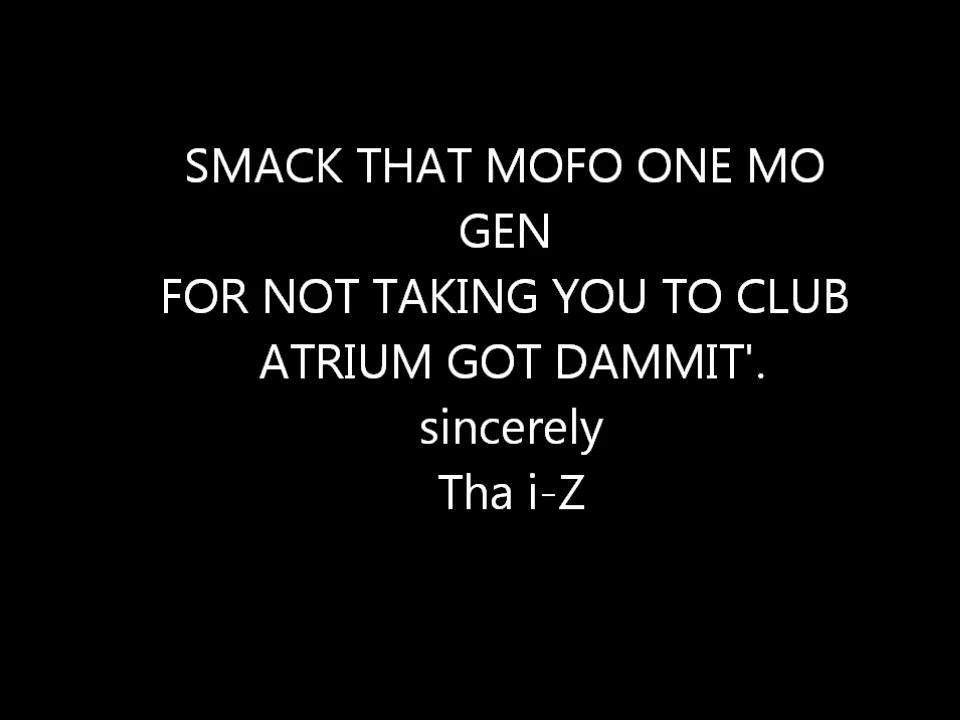 SMACK THAT MOFO ONE MO
GEN
FOR NOT TAKING YOU TO CLUB
ATRIUM GOT DAMMIT'.
sincerely
Tha i-Z